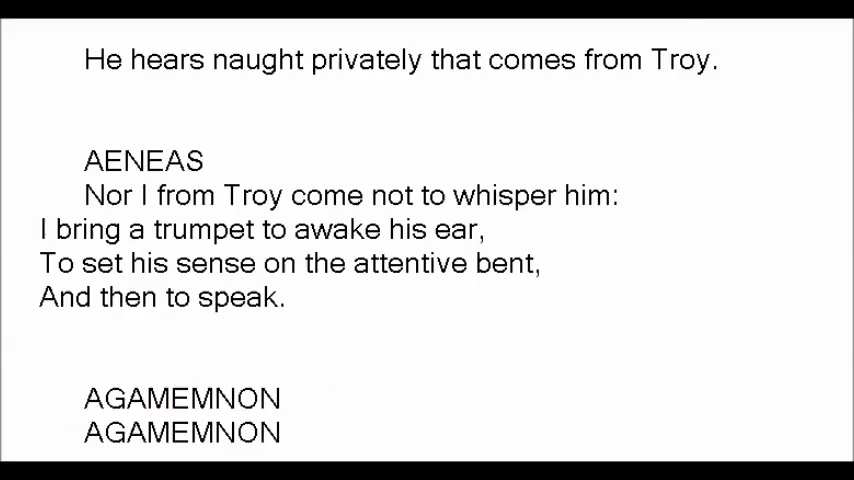 He hears naught privately that comes from Troy.
AENEAS
Nor I from Troy come not to whisper him:
I bring a trumpet to awake his ear,
To set his sense on the attentive bent,
And then to speak.
AGAMEMNON
AGAMEMNON